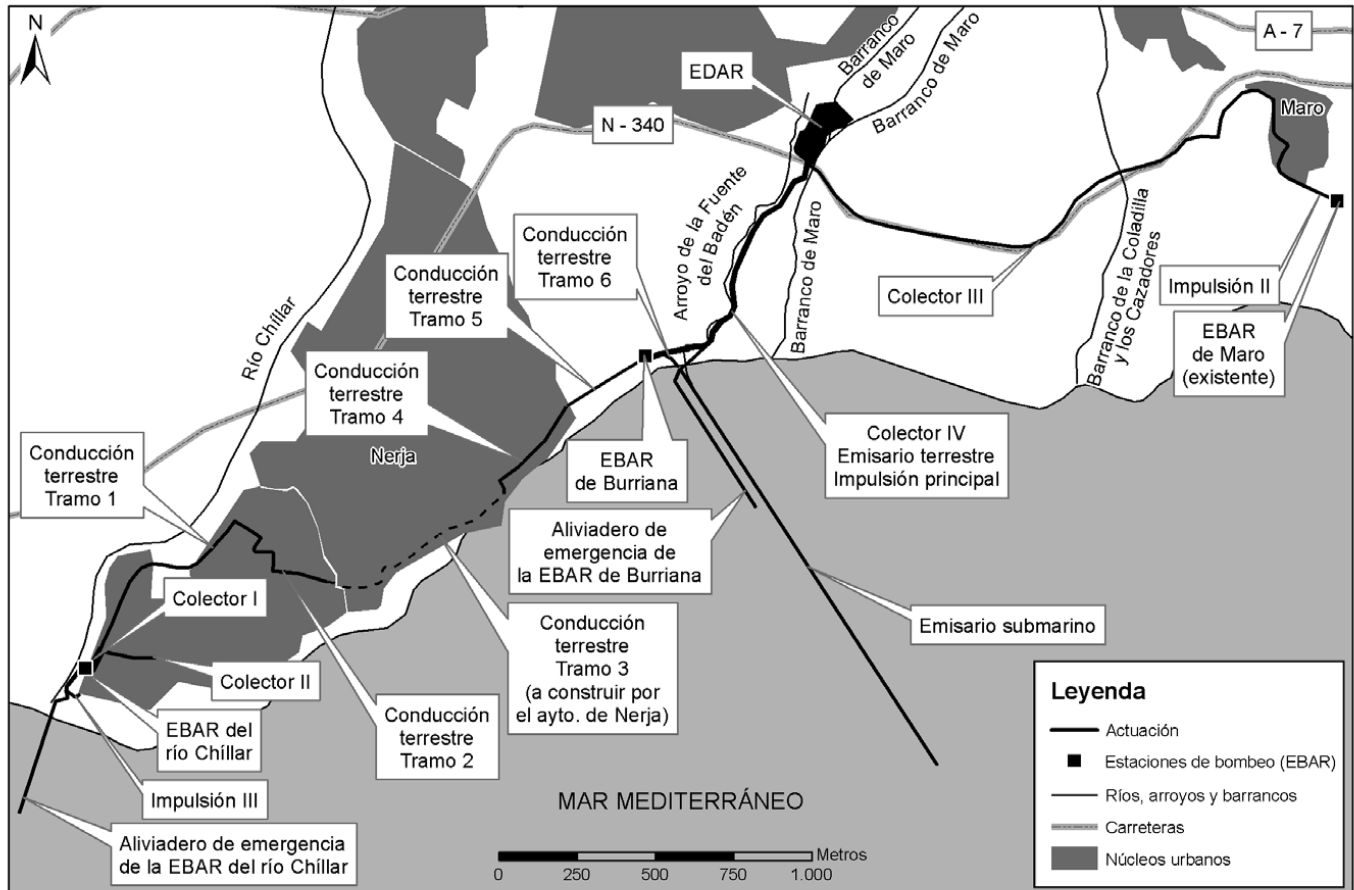 N
A - 7
Barranco
de Maro
Barranco de Maro
EDAR
Maro
N - 340
Conducción
terrestre
Tramo 6
Arroyo de la Fuente
del Badén
Barranco de Maro
Barranco de la Coladilla
y los Cazadores
Conducción
terrestre
Tramo 5
Colector III
Impulsión II
EBAR
de Maro
(existente)
Río Chíllar
Conducción
terrestre
Tramo 4
Nerja
Conducción
terrestre
Tramo 1
EBAR
de Burriana
Colector IV
Emisario terrestre
Impulsión principal
Aliviadero de
emergencia de
la EBAR de Burriana
Colector I
Colector II
Conducción
terrestre
Tramo 3
(a construir por
el ayto. de Nerja)
Emisario submarino
EBAR del
río Chíllar
Conducción
terrestre
Tramo 2
Impulsión III
Aliviadero de emergencia
de la EBAR del río Chíllar
MAR MEDITERRÁNEO
Metros
0 250 500 750 1.000
Leyenda
Actuación
Estaciones de bombeo (EBAR)
Ríos, arroyos y barrancos
Carreteras
Núcleos urbanos